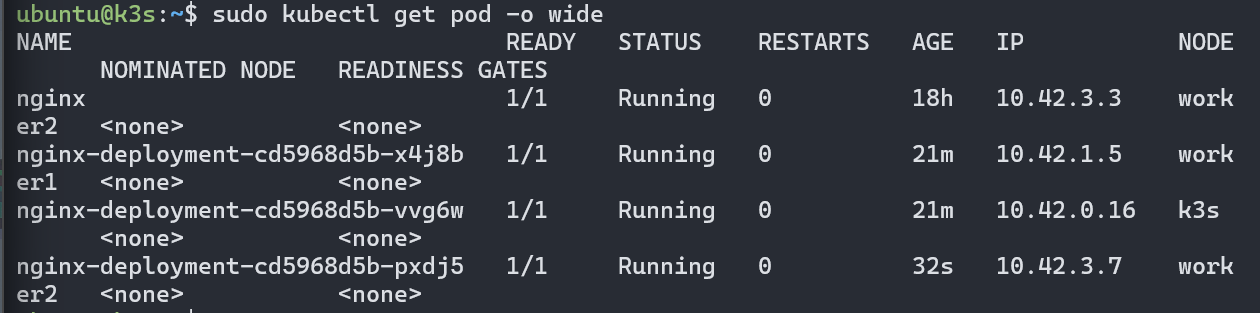 ubuntu@k3s:~$ sudo kubectl get pod -o wide
NAME                               READY   STATUS    RESTARTS   AGE   IP           NODE
      NOMINATED NODE   READINESS GATES
nginx                              1/1     Running   0          18h   10.42.3.3    work
er2   <none>           <none>
nginx-deployment-cd5968d5b-x4j8b   1/1     Running   0          21m   10.42.1.5    work
er1   <none>           <none>
nginx-deployment-cd5968d5b-vvg6w   1/1     Running   0          21m   10.42.0.16   k3s
      <none>           <none>
nginx-deployment-cd5968d5b-pxdj5   1/1     Running   0          32s   10.42.3.7    work
er2   <none>           <none>